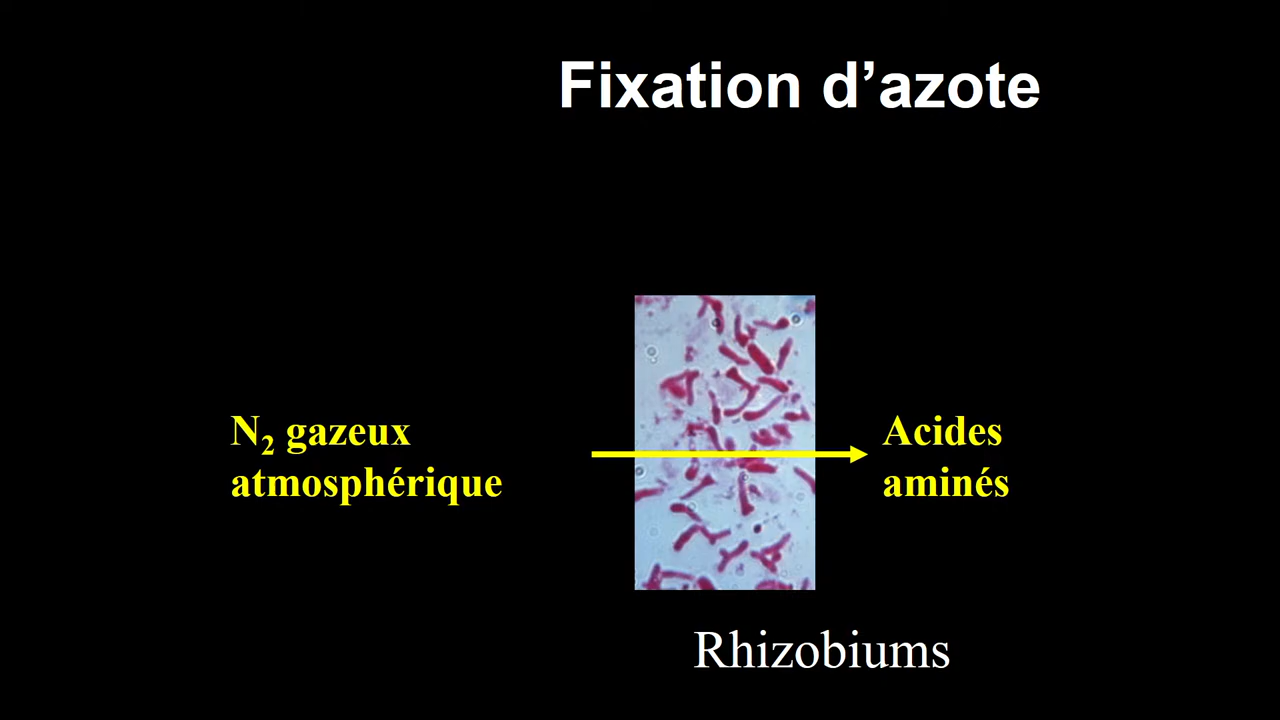 Fixation d’azote
N₂ gazeux
atmosphérique
Acides
aminés
Rhizobiums